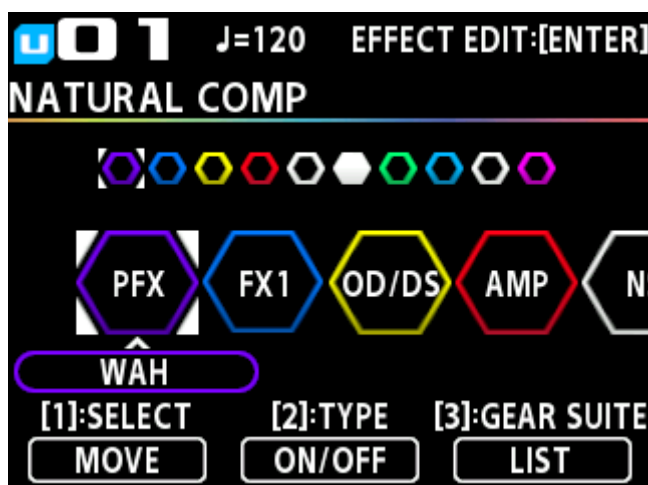 u01 ♩=120 EFFECT EDIT:[ENTER]
NATURAL COMP
PFX FX1 OD/DS AMP N
WAH
[1]:SELECT [2]:TYPE [3]:GEAR SUITE
MOVE ON/OFF LIST